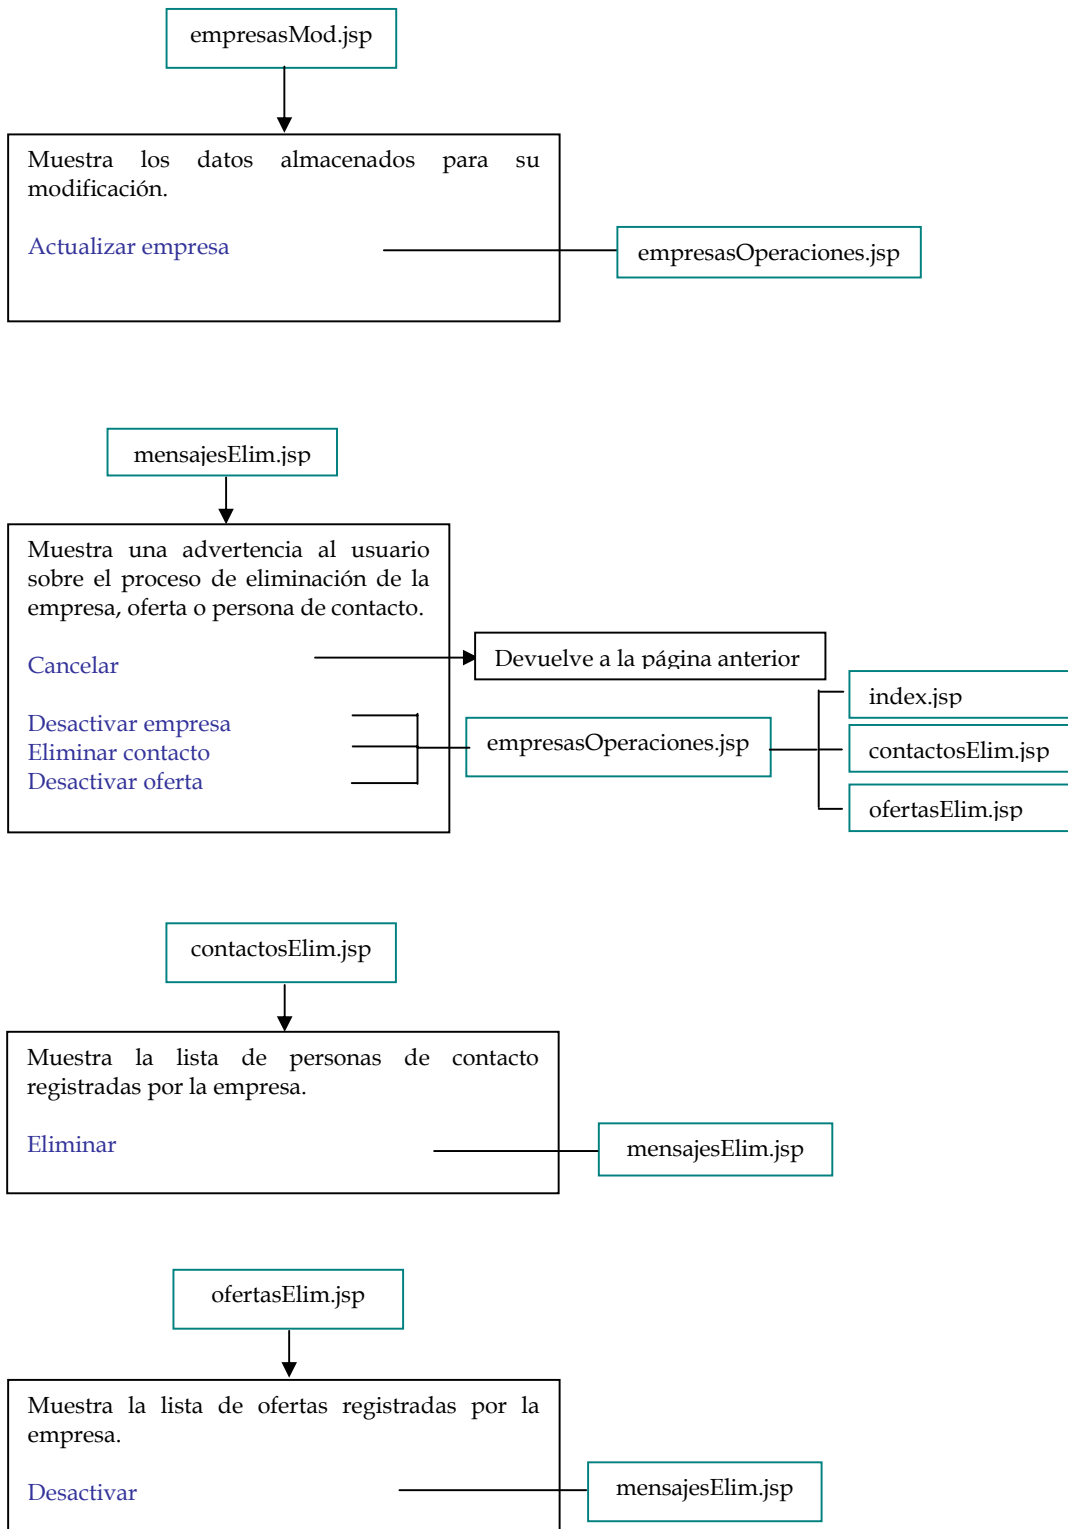 empresasMod.jsp
Muestra los datos almacenados para su
modificación.
Actualizar empresa
empresasOperaciones.jsp
mensajesElim.jsp
Muestra una advertencia al usuario
sobre el proceso de eliminación de la
empresa, oferta o persona de contacto.
Cancelar
Devuelve a la página anterior
Desactivar empresa
Eliminar contacto
Desactivar oferta
empresasOperaciones.jsp
index.jsp
contactosElim.jsp
ofertasElim.jsp
contactosElim.jsp
Muestra la lista de personas de contacto
registradas por la empresa.
Eliminar
mensajesElim.jsp
ofertasElim.jsp
Muestra la lista de ofertas registradas por la
empresa.
Desactivar
mensajesElim.jsp